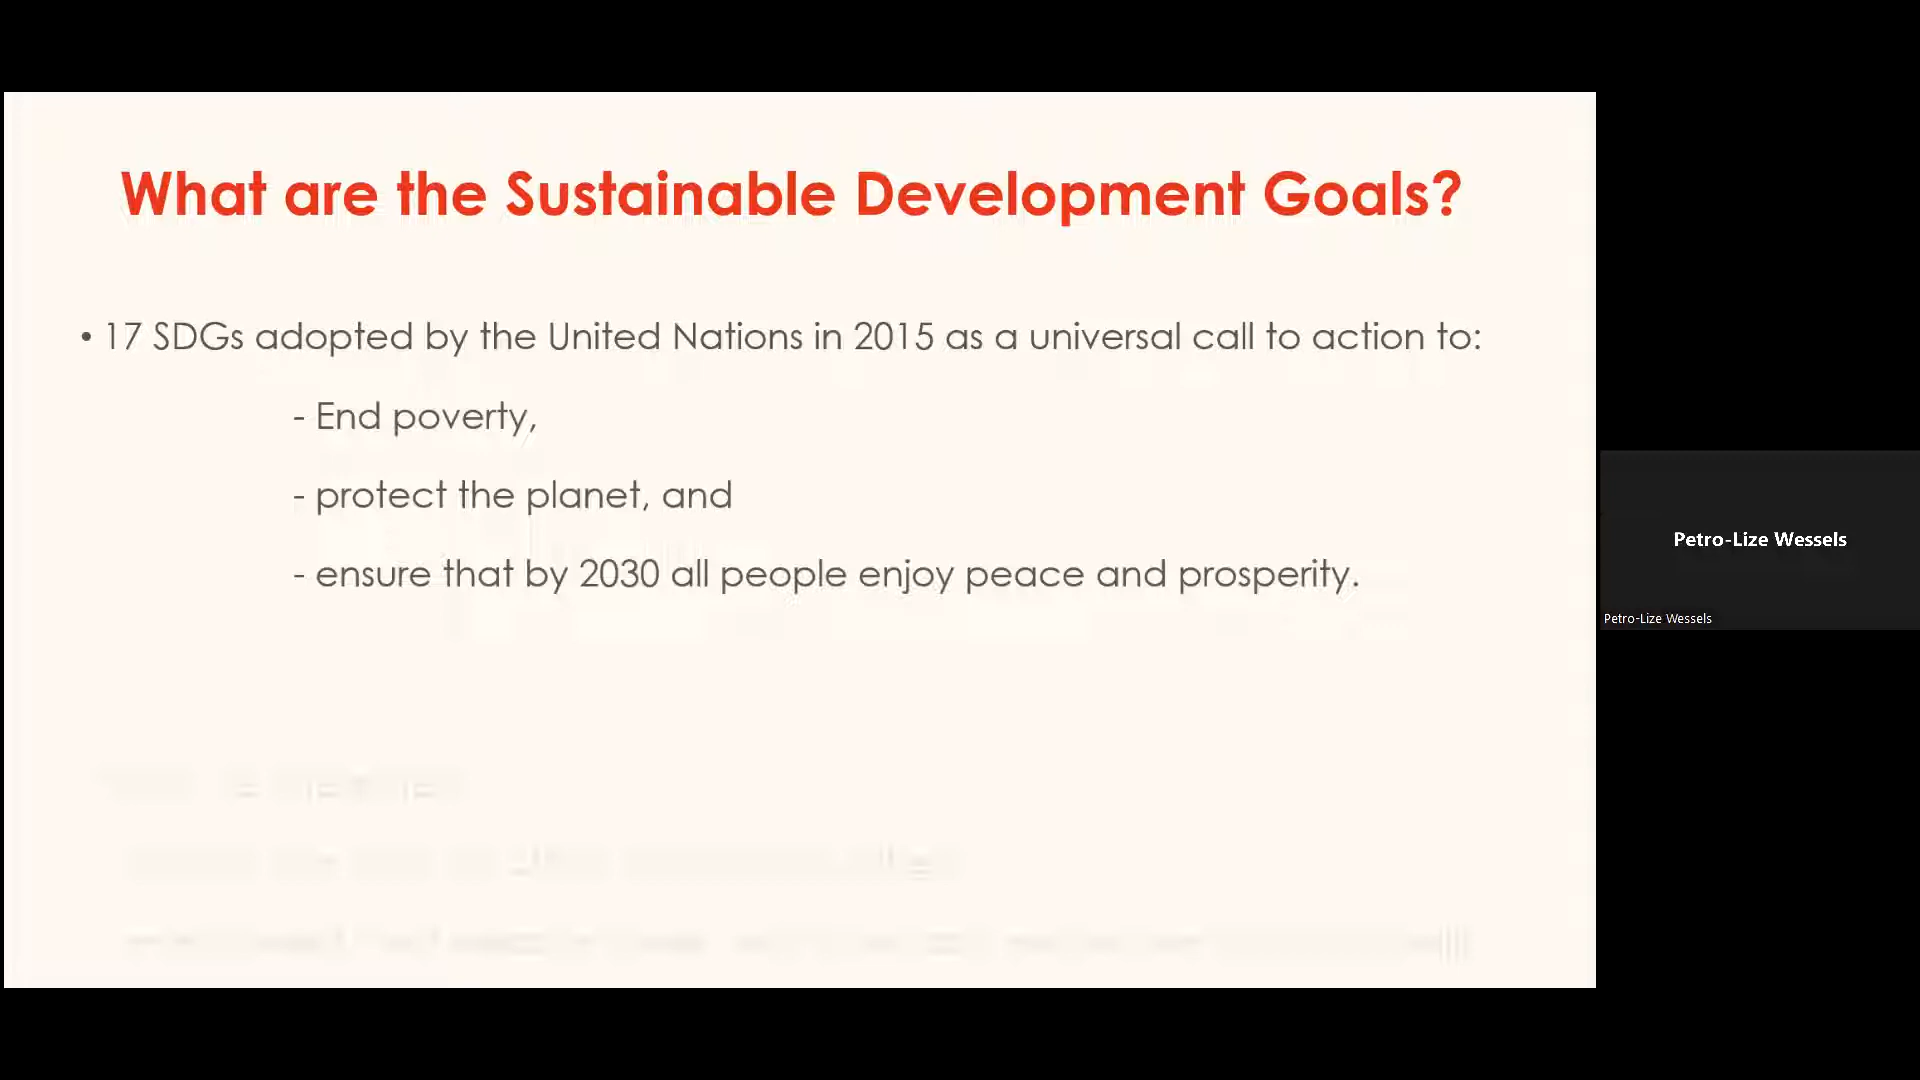 What are the Sustainable Development Goals?
• 17 SDGs adopted by the United Nations in 2015 as a universal call to action to:
- End poverty,
- protect the planet, and
- ensure that by 2030 all people enjoy peace and prosperity.
Petro-Lize Wessels
Petro-Lize Wessels